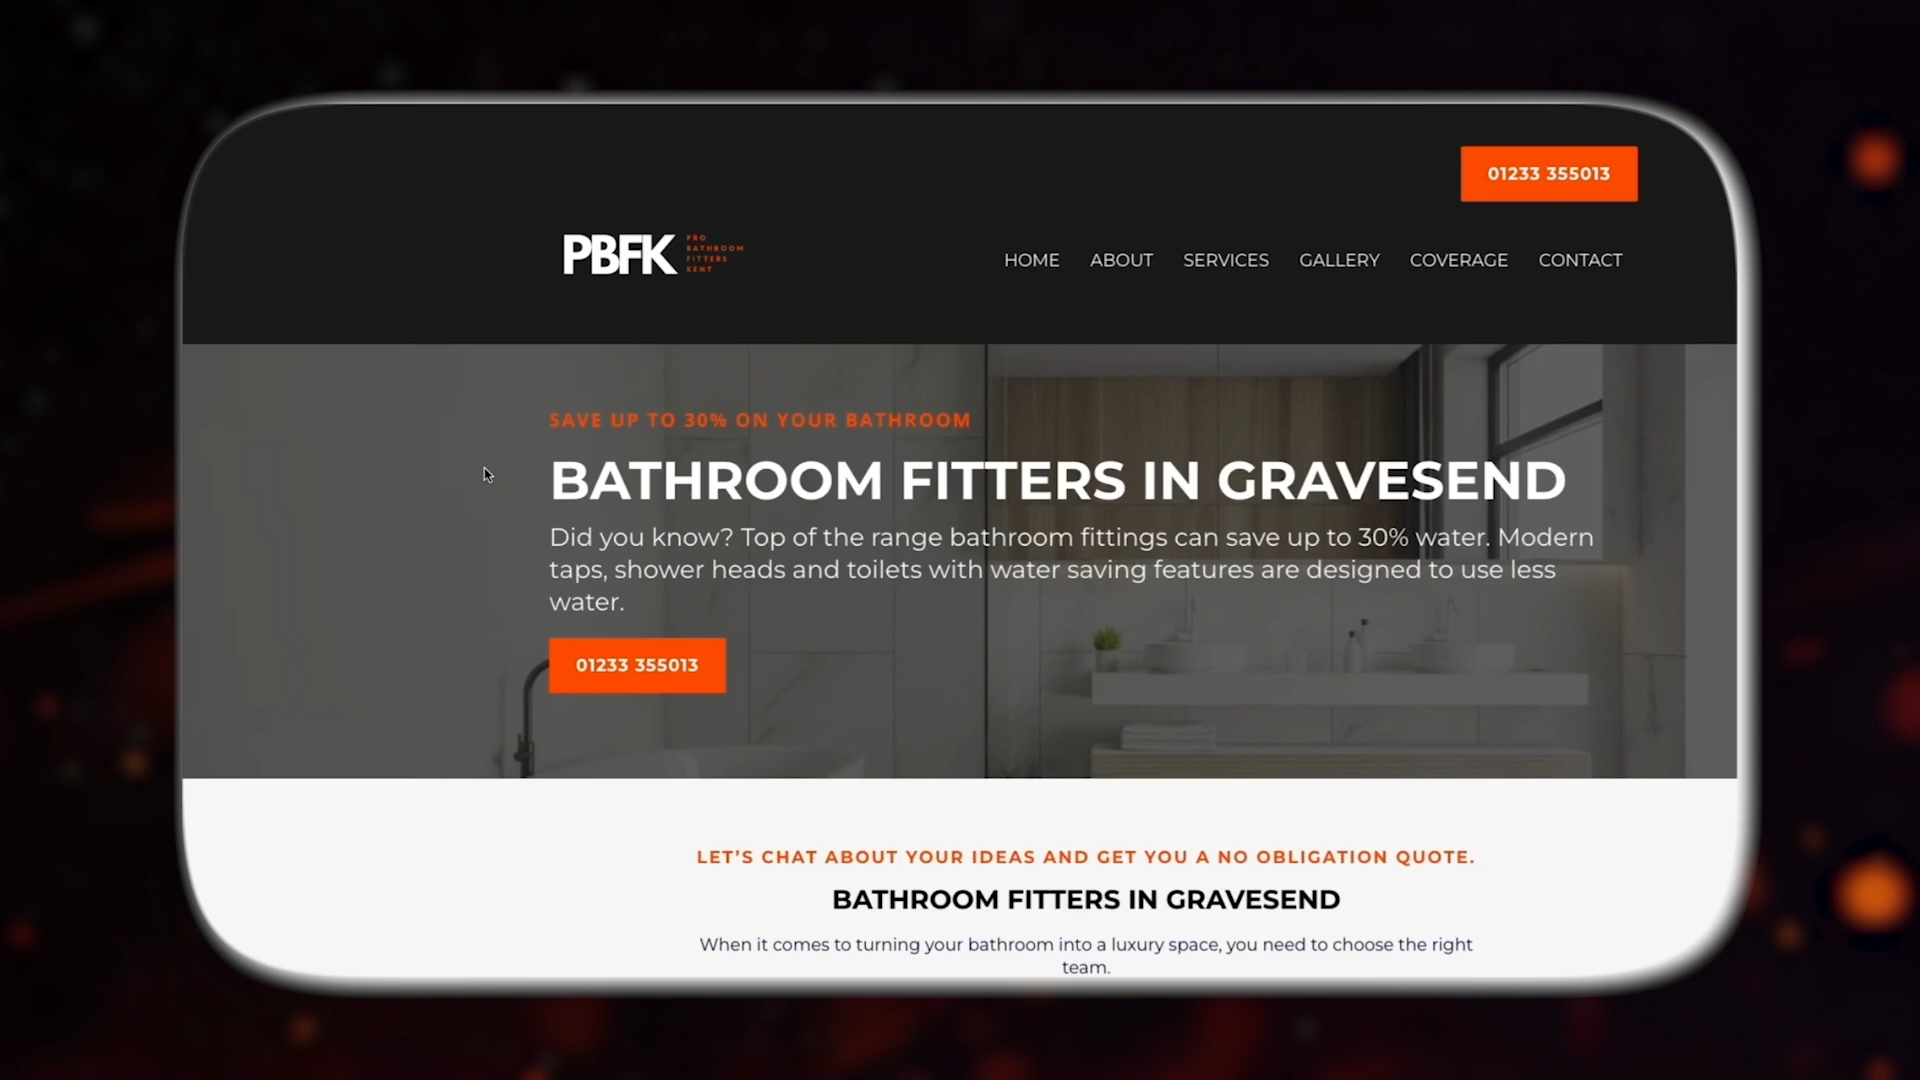 01233 355013
PBFK
PRO
BATHROOM
FITTERS
KENT
HOME ABOUT SERVICES GALLERY COVERAGE CONTACT
SAVE UP TO 30% ON YOUR BATHROOM
BATHROOM FITTERS IN GRAVESEND
Did you know? Top of the range bathroom fittings can save up to 30% water. Modern
taps, shower heads and toilets with water saving features are designed to use less
water.
01233 355013
LET’S CHAT ABOUT YOUR IDEAS AND GET YOU A NO OBLIGATION QUOTE.
BATHROOM FITTERS IN GRAVESEND
When it comes to turning your bathroom into a luxury space, you need to choose the right
team.